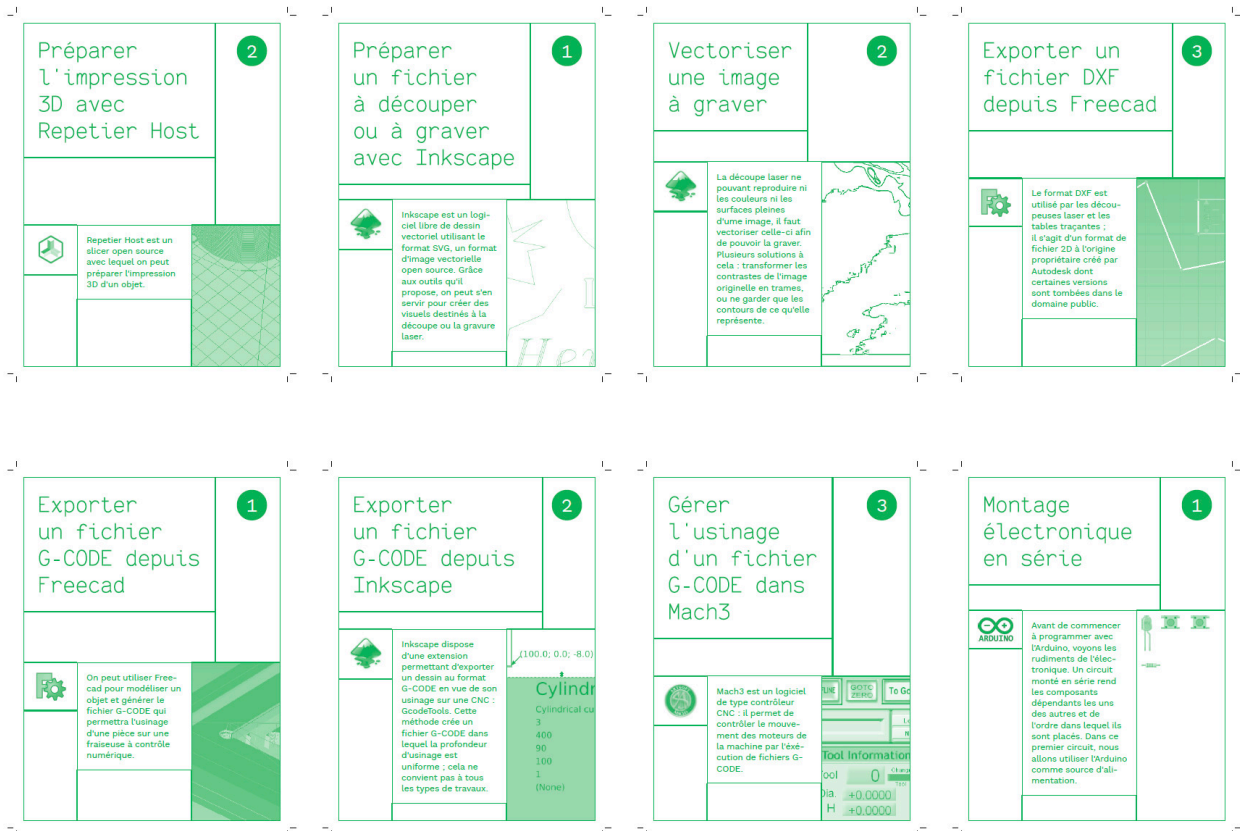 Préparer
l'impression
3D avec
Repetier Host
2
Repetier Host est un
slicer open source
avec lequel on peut
préparer l'impression
3D d'un objet.
Préparer
un fichier
à découper
ou à graver
avec Inkscape
1
Inkscape est un logi-
ciel libre de dessin
vectoriel utilisant le
format SVG, un format
d'image vectorielle
open source. Grâce
aux outils qu'il
propose, on peut s'en
servir pour créer des
visuels destinés à la
découpe ou la gravure
laser.
Vectoriser
une image
à graver
2
La découpe laser ne
pouvant reproduire ni
les couleurs ni les
surfaces pleines
d'ume image, il faut
vectoriser celle-ci afin
de pouvoir la graver.
Plusieurs solutions à
cela : transformer les
contrastes de l'image
originelle en trames,
ou ne garder que les
contours de ce qu'elle
représente.
Exporter un
fichier DXF
depuis Freecad
3
Le format DXF est
utilisé par les décou-
peuses laser et les
tables traçantes ;
il s'agit d'un format de
fichier 2D à l'origine
propriétaire créé par
Autodesk dont
certaines versions
sont tombées dans le
domaine public.
Exporter
un fichier
G-CODE depuis
Freecad
1
On peut utiliser Free-
cad pour modéliser un
objet et générer le
fichier G-CODE qui
permettra l'usinage
d'une pièce sur une
fraiseuse à contrôle
numérique.
Exporter
un fichier
G-CODE depuis
Inkscape
2
Inkscape dispose
d'une extension
permettant d'exporter
un dessin au format
G-CODE en vue de son
usinage sur une CNC :
GcodeTools. Cette
méthode crée un
fichier G-CODE dans
lequel la profondeur
d'usinage est
uniforme ; cela ne
convient pas à tous
les types de travaux.
(100.0; 0.0; -8.0)
Cylindr
Cylindrical cu
3
400
90
100
1
(None)
Gérer
l'usinage
d'un fichier
G-CODE dans
Mach3
3
Mach3 est un logiciel
de type contrôleur
CNC : il permet de
contrôler le mouve-
ment des moteurs de
la machine par l'éxé-
cution de fichiers G-
CODE.
GOTO
ZERO
To Go
Tool Information
ool 0 Change
Dia. +0.0000
H +0.0000
Montage
électronique
en série
1
ARDUINO
Avant de commencer
à programmer avec
l'Arduino, voyons les
rudiments de l'élec-
tronique. Un circuit
monté en série rend
les composants
dépendants les uns
des autres et de
l'ordre dans lequel ils
sont placés. Dans ce
premier circuit, nous
allons utiliser l'Arduino
comme source d'ali-
mentation.